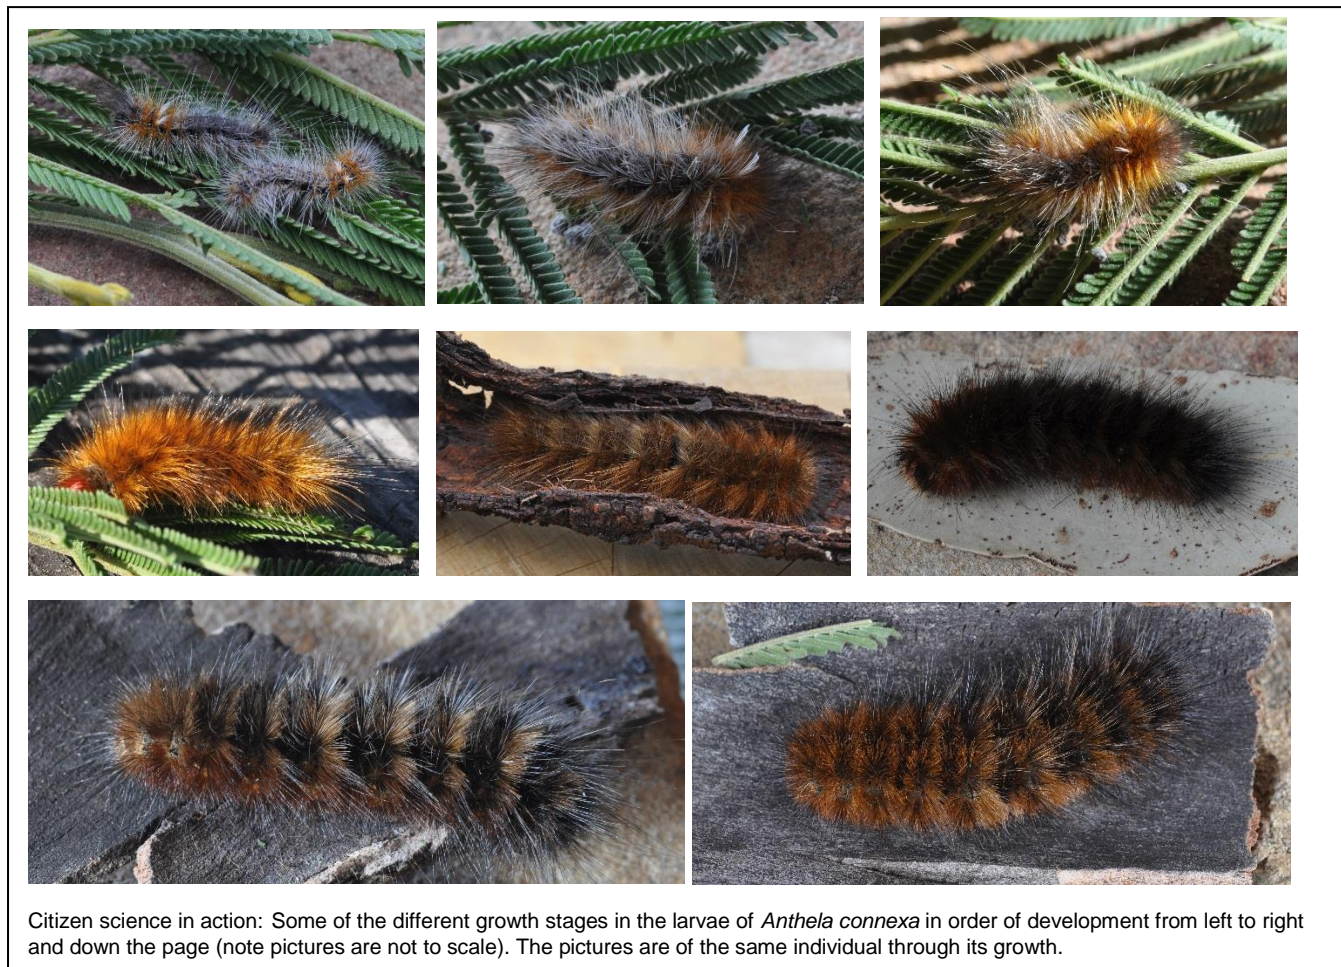 Citizen science in action: Some of the different growth stages in the larvae of Anthela connexa in order of development from left to right
and down the page (note pictures are not to scale). The pictures are of the same individual through its growth.